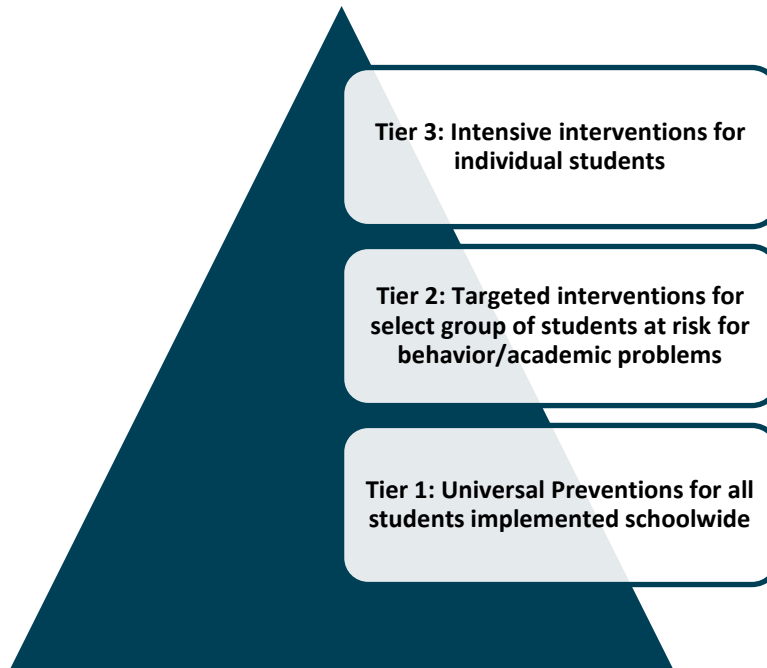 Tier 3: Intensive interventions for
individual students
Tier 2: Targeted interventions for
select group of students at risk for
behavior/academic problems
Tier 1: Universal Preventions for all
students implemented schoolwide